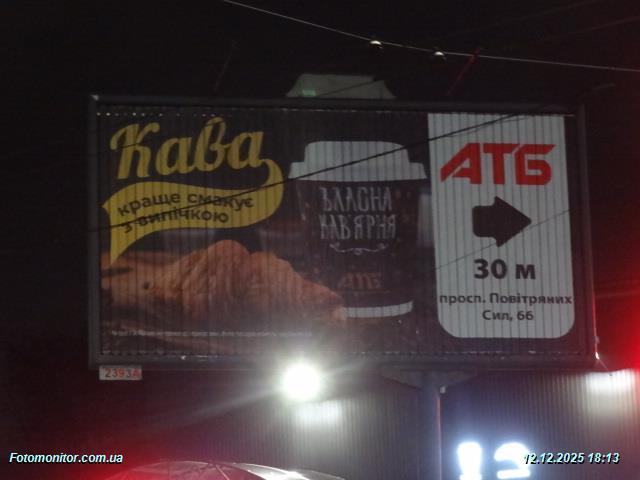 Кава
краще смакує
з випічкою
ВЛАСНА
КАВ'ЯРНЯ
АТБ
АТБ
30 м
просп. Повітряних
Сил, 66
2393A
Fotomonitor.com.ua
12.12.2025 18:13